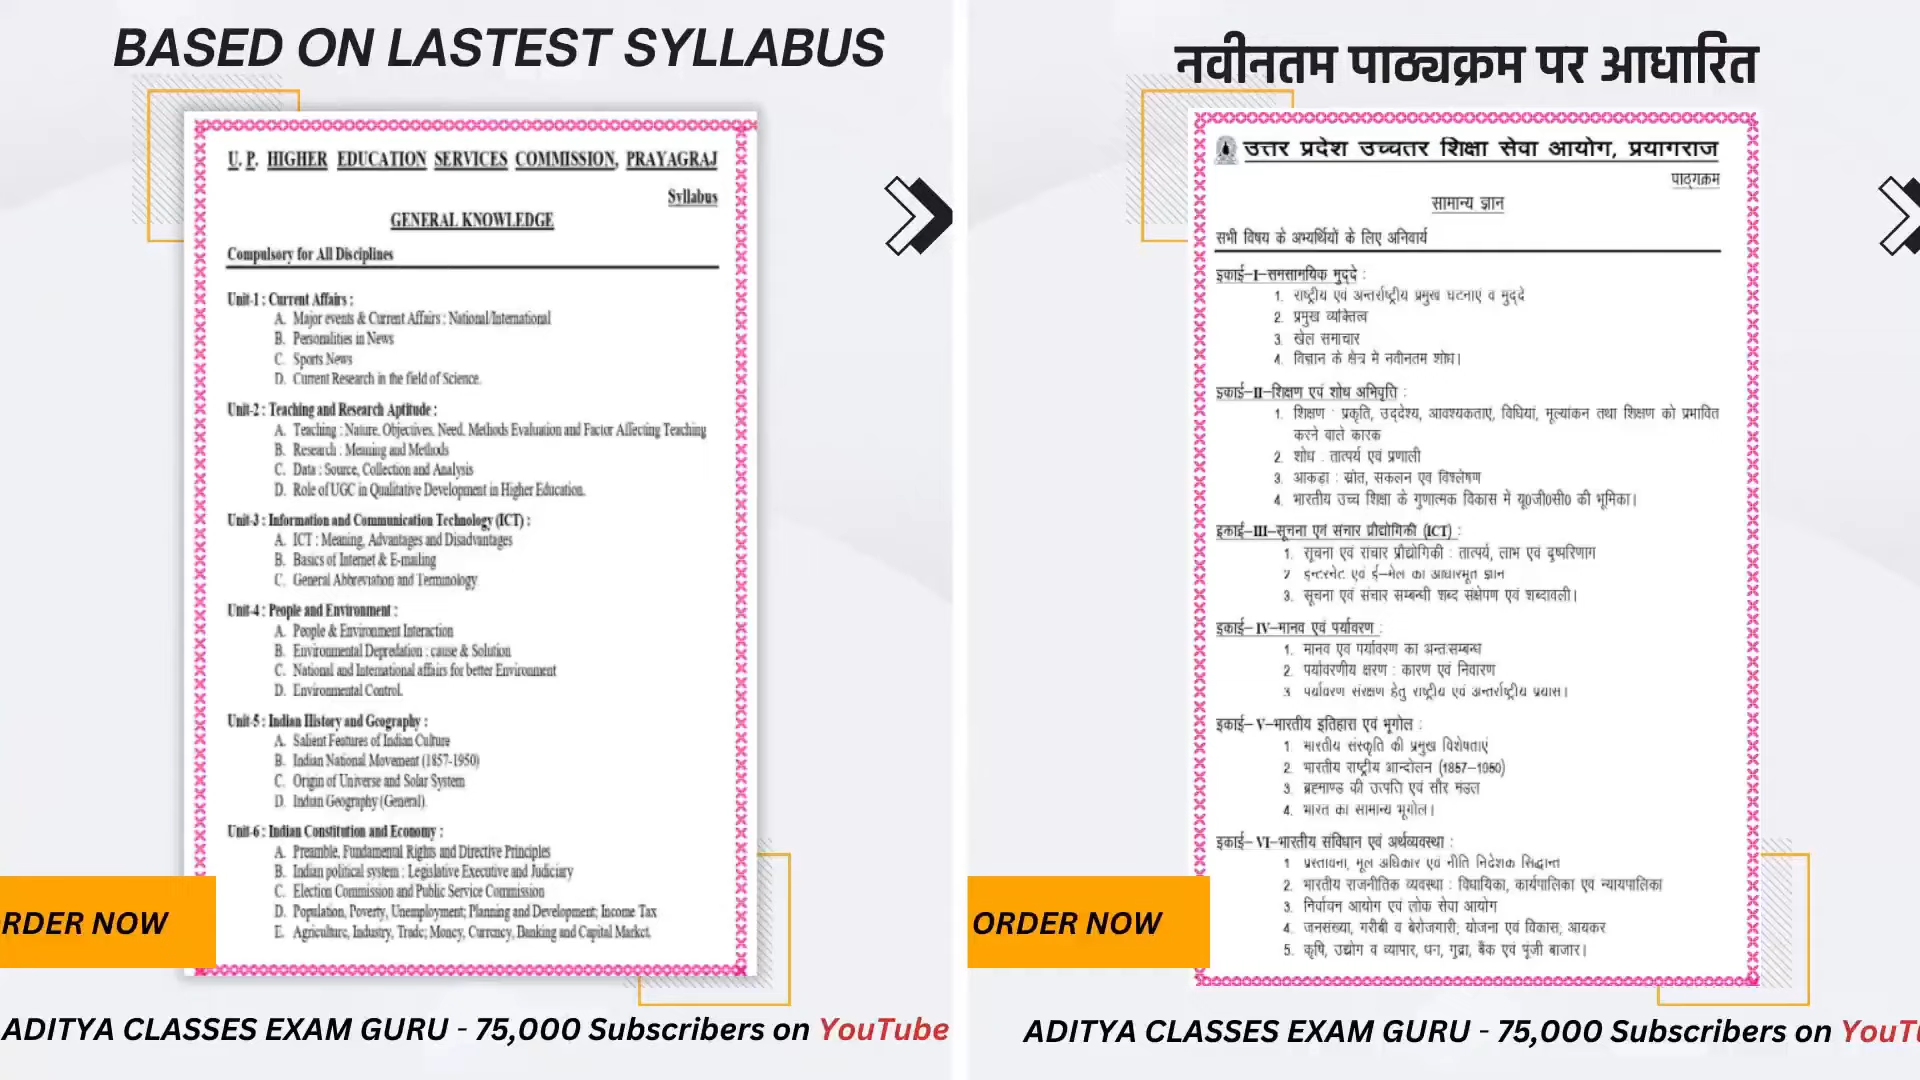 BASED ON LASTEST SYLLABUS
U. P. HIGHER EDUCATION SERVICES COMMISSION, PRAYAGRAJ
Syllabus
GENERAL KNOWLEDGE
Compulsory for All Disciplines
Unit-1 : Current Affairs :
A. Major events & Current Affairs : National/International
B. Personalities in News
C. Sports News
D. Current Research in the field of Science.
Unit-2 : Teaching and Research Aptitude :
A. Teaching : Nature, Objectives, Need, Methods Evaluation and Factor Affecting Teaching
B. Research : Meaning and Methods
C. Data : Source, Collection and Analysis
D. Role of UGC in Qualitative Development in Higher Education.
Unit-3 : Information and Communication Technology (ICT) :
A. ICT : Meaning, Advantages and Disadvantages
B. Basics of Internet & E-mailing
C. General Abbreviation and Terminology
Unit-4 : People and Environment :
A. People & Environment Interaction
B. Environmental Depredation : cause & Solution
C. National and International affairs for better Environment
D. Environmental Control.
Unit-5 : Indian History and Geography :
A. Salient Features of Indian Culture
B. Indian National Movement (1857-1950)
C. Origin of Universe and Solar System
D. Indian Geography (General)
Unit-6 : Indian Constitution and Economy :
A. Preamble, Fundamental Rights and Directive Principles
B. Indian political system : Legislative Executive and Judiciary
C. Election Commission and Public Service Commission
D. Population, Poverty, Unemployment; Planning and Development; Income Tax
E. Agriculture, Industry, Trade; Money, Currency, Banking and Capital Market.
RDER NOW
ADITYA CLASSES EXAM GURU - 75,000 Subscribers on YouTube
नवीनतम पाठ्यक्रम पर आधारित
उत्तर प्रदेश उच्चतर शिक्षा सेवा आयोग, प्रयागराज
पाठ्यक्रम
सामान्य ज्ञान
सभी विषय के अभ्यर्थियों के लिए अनिवार्य
इकाई–I–समसामयिक मुद्दे :
1. राष्ट्रीय एवं अन्तर्राष्ट्रीय प्रमुख घटनाएं व मुद्दे
2. प्रमुख व्यक्तित्व
3. खेल समाचार
4. विज्ञान के क्षेत्र में नवीनतम शोध।
इकाई–II–शिक्षण एवं शोध अभिवृत्ति :
1. शिक्षण : प्रकृति, उद्देश्य, आवश्यकताएं, विधियां, मूल्यांकन तथा शिक्षण को प्रभावित
करने वाले कारक
2. शोध : तात्पर्य एवं प्रणाली
3. आंकड़ा : स्रोत, संकलन एवं विश्लेषण
4. भारतीय उच्च शिक्षा के गुणात्मक विकास में यू0जी0सी0 की भूमिका।
इकाई–III–सूचना एवं संचार प्रौद्योगिकी (ICT) :
1. सूचना एवं संचार प्रौद्योगिकी : तात्पर्य, लाभ एवं दुष्परिणाम
2. इन्टरनेट एवं ई–मेल का आधारभूत ज्ञान
3. सूचना एवं संचार सम्बन्धी शब्द संक्षेपण एवं शब्दावली।
इकाई–IV–मानव एवं पर्यावरण :
1. मानव एवं पर्यावरण का अन्तःसम्बन्ध
2. पर्यावरणीय क्षरण : कारण एवं निवारण
3. पर्यावरण संरक्षण हेतु राष्ट्रीय एवं अन्तर्राष्ट्रीय प्रयास।
इकाई–V–भारतीय इतिहास एवं भूगोल :
1. भारतीय संस्कृति की प्रमुख विशेषताएं
2. भारतीय राष्ट्रीय आन्दोलन (1857–1950)
3. ब्रह्माण्ड की उत्पत्ति एवं सौर मंडल
4. भारत का सामान्य भूगोल।
इकाई–VI–भारतीय संविधान एवं अर्थव्यवस्था :
1. प्रस्तावना, मूल अधिकार एवं नीति निदेशक सिद्धान्त
2. भारतीय राजनीतिक व्यवस्था : विधायिका, कार्यपालिका एवं न्यायपालिका
3. निर्वाचन आयोग एवं लोक सेवा आयोग
4. जनसंख्या, गरीबी व बेरोजगारी; योजना एवं विकास, आयकर
5. कृषि, उद्योग व व्यापार, धन, मुद्रा, बैंक एवं पूंजी बाजार।
ORDER NOW
ADITYA CLASSES EXAM GURU - 75,000 Subscribers on YouTu